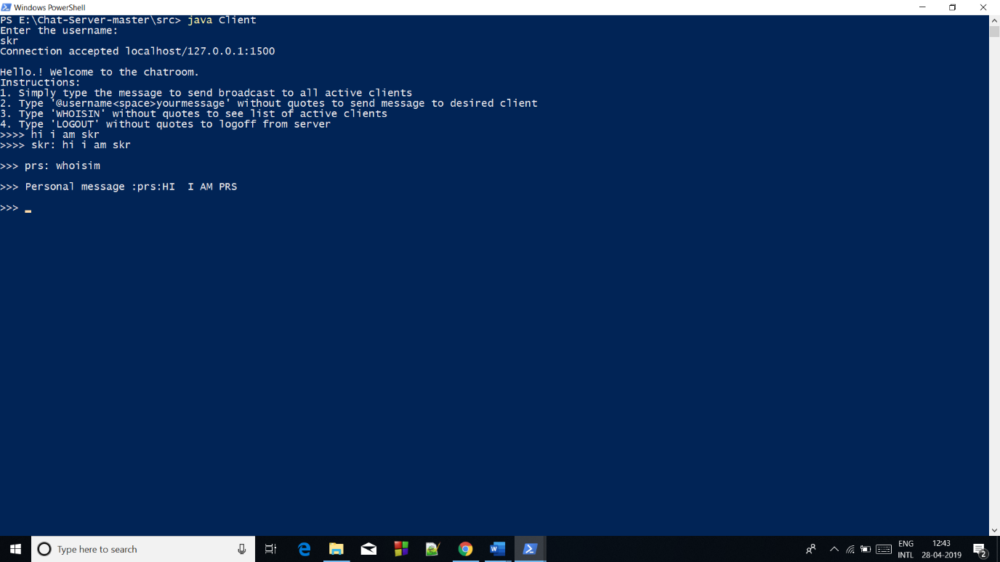 Windows PowerShell
PS E:\Chat-Server-master\src> java Client
Enter the username:
skr
Connection accepted localhost/127.0.0.1:1500
Hello.! Welcome to the chatroom.
Instructions:
1. Simply type the message to send broadcast to all active clients
2. Type '@username<space>yourmessage' without quotes to send message to desired client
3. Type 'WHOISIN' without quotes to see list of active clients
4. Type 'LOGOUT' without quotes to logoff from server
>>>> hi i am skr
>>>> skr: hi i am skr
>>> prs: whoisim
>>> Personal message :prs:HI  I AM PRS
>>> _
Type here to search
ENG
INTL
12:43
28-04-2019
2